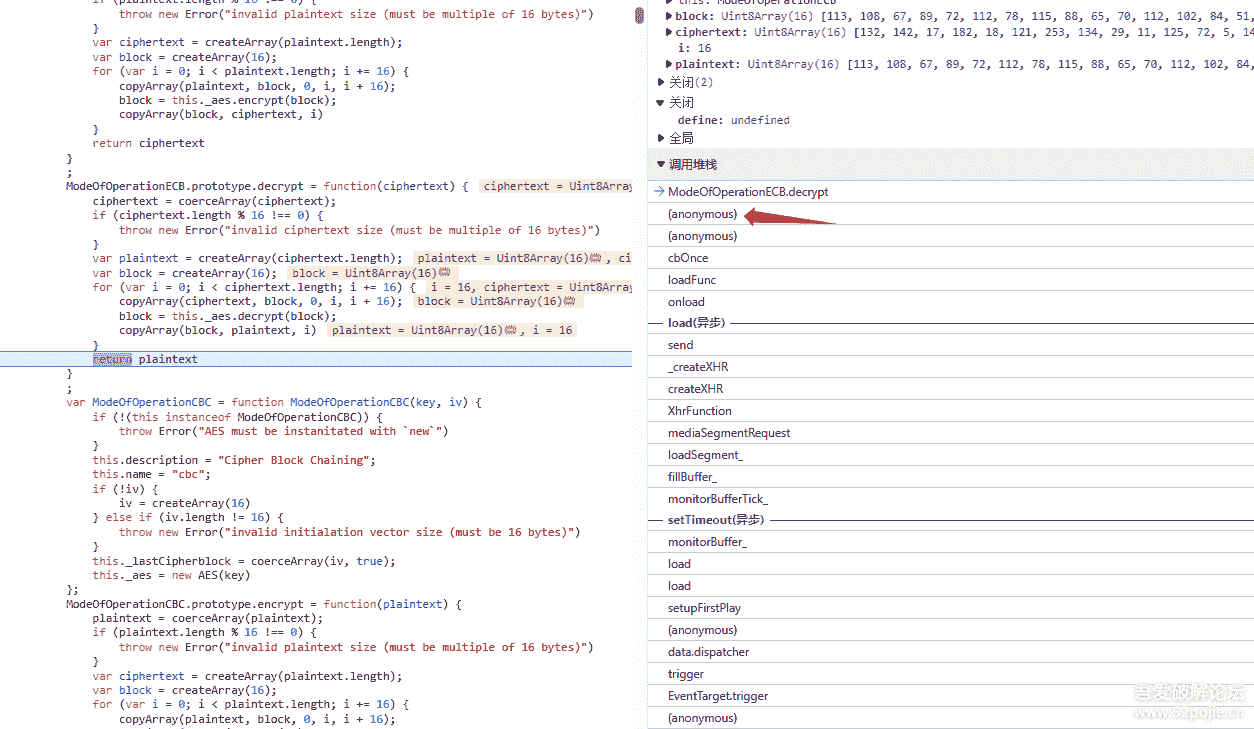 if (plaintext.length % 16 !== 0) {
throw new Error("invalid plaintext size (must be multiple of 16 bytes)")
}
var ciphertext = createArray(plaintext.length);
var block = createArray(16);
for (var i = 0; i < plaintext.length; i += 16) {
copyArray(plaintext, block, 0, i, i + 16);
block = this._aes.encrypt(block);
copyArray(block, ciphertext, i)
}
return ciphertext
}
;
ModeOfOperationECB.prototype.decrypt = function(ciphertext) { ciphertext = Uint8Array
ciphertext = coerceArray(ciphertext);
if (ciphertext.length % 16 !== 0) {
throw new Error("invalid ciphertext size (must be multiple of 16 bytes)")
}
var plaintext = createArray(ciphertext.length); plaintext = Uint8Array(16), ci
var block = createArray(16); block = Uint8Array(16)
for (var i = 0; i < ciphertext.length; i += 16) { i = 16, ciphertext = Uint8Array
copyArray(ciphertext, block, 0, i, i + 16); block = Uint8Array(16)
block = this._aes.decrypt(block);
copyArray(block, plaintext, i) plaintext = Uint8Array(16), i = 16
}
return plaintext
}
;
var ModeOfOperationCBC = function ModeOfOperationCBC(key, iv) {
if (!(this instanceof ModeOfOperationCBC)) {
throw Error("AES must be instanitated with `new`")
}
this.description = "Cipher Block Chaining";
this.name = "cbc";
if (!iv) {
iv = createArray(16)
} else if (iv.length != 16) {
throw new Error("invalid initialation vector size (must be 16 bytes)")
}
this._lastCipherblock = coerceArray(iv, true);
this._aes = new AES(key)
};
ModeOfOperationCBC.prototype.encrypt = function(plaintext) {
plaintext = coerceArray(plaintext);
if (plaintext.length % 16 !== 0) {
throw new Error("invalid plaintext size (must be multiple of 16 bytes)")
}
var ciphertext = createArray(plaintext.length);
var block = createArray(16);
for (var i = 0; i < plaintext.length; i += 16) {
copyArray(plaintext, block, 0, i, i + 16);
this: ModeOfOperationECB
block: Uint8Array(16) [113, 108, 67, 89, 72, 112, 78, 115, 88, 65, 70, 112, 102, 84, 51,
ciphertext: Uint8Array(16) [132, 142, 17, 182, 18, 121, 253, 134, 29, 11, 125, 72, 5, 14
i: 16
plaintext: Uint8Array(16) [113, 108, 67, 89, 72, 112, 78, 115, 88, 65, 70, 112, 102, 84,
关闭(2)
关闭
define: undefined
全局
调用堆栈
ModeOfOperationECB.decrypt
(anonymous)
(anonymous)
cbOnce
loadFunc
onload
load(异步)
send
_createXHR
createXHR
XhrFunction
mediaSegmentRequest
loadSegment_
fillBuffer_
monitorBufferTick_
setTimeout(异步)
monitorBuffer_
load
load
setupFirstPlay
(anonymous)
data.dispatcher
trigger
EventTarget.trigger
(anonymous)
吾爱破解论坛
www.52pojie.cn